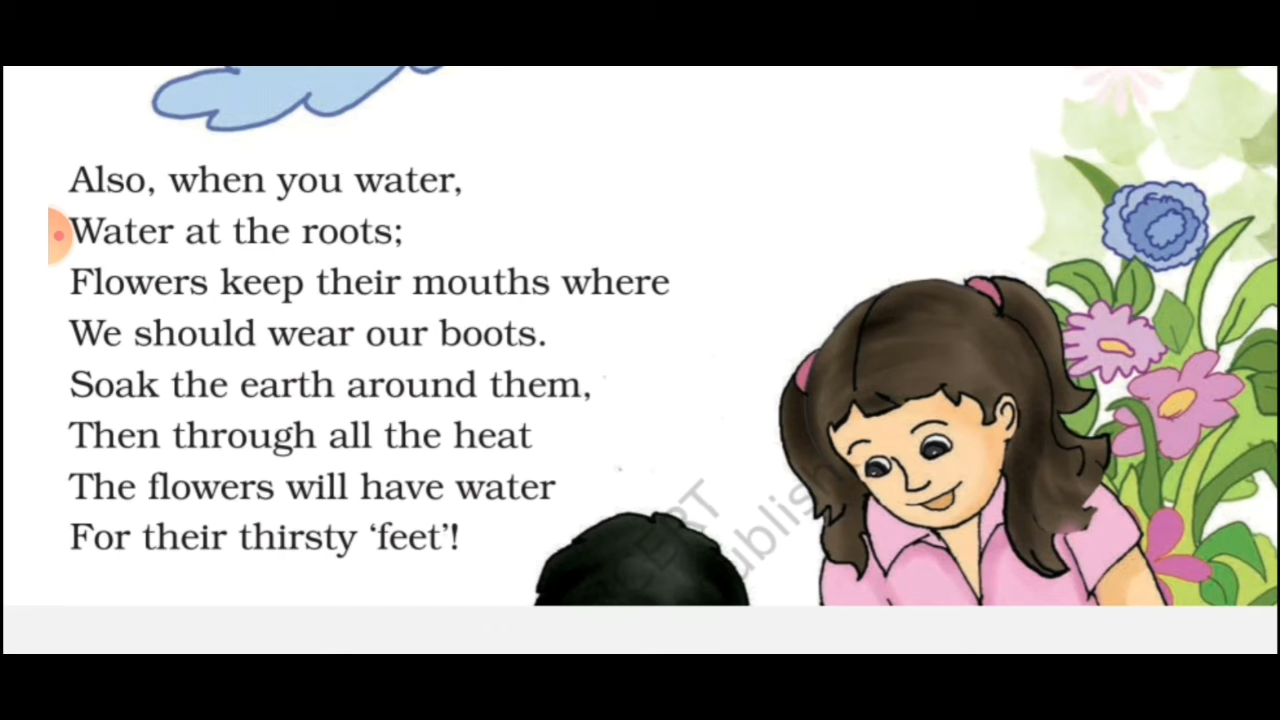 Also, when you water,
Water at the roots;
Flowers keep their mouths where
We should wear our boots.
Soak the earth around them,
Then through all the heat
The flowers will have water
For their thirsty ‘feet’!